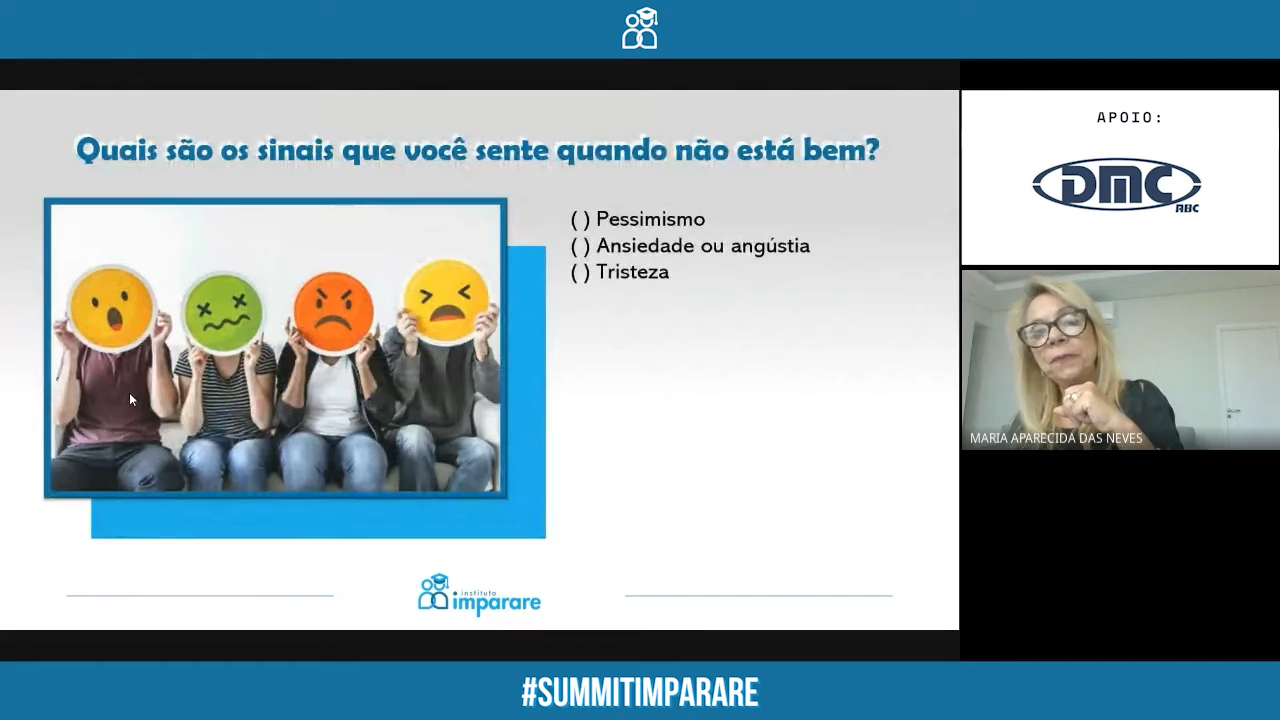 Quais são os sinais que você sente quando não está bem?
( ) Pessimismo
( ) Ansiedade ou angústia
( ) Tristeza
instituto
imparare
APOIO:
DMC
ABC
MARIA APARECIDA DAS NEVES
#SUMMITIMPARARE